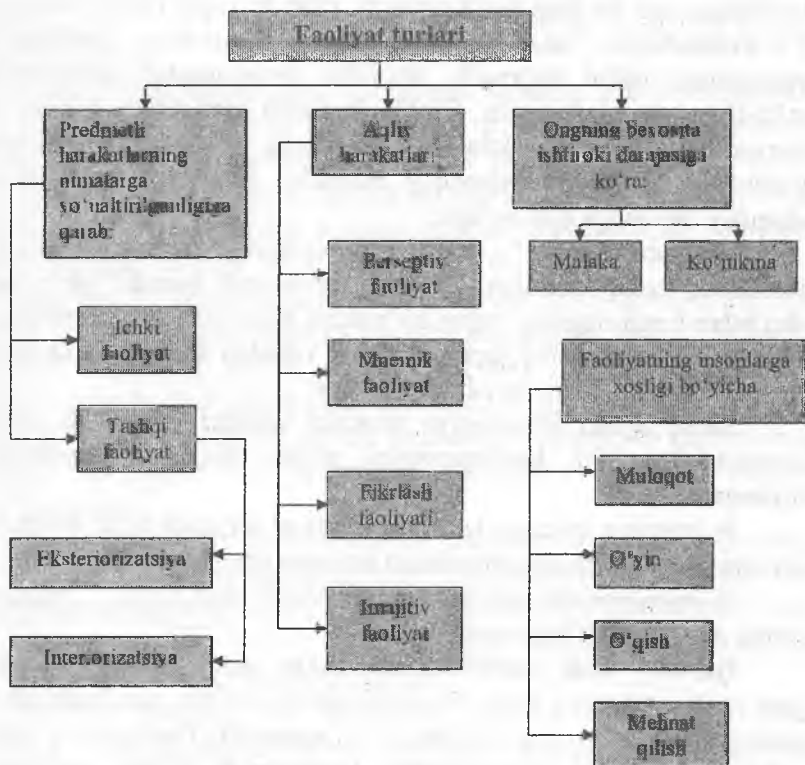 Faoliyat turlari
Predmatli
harakatlarning
nimalarga
yo‘naltirilganligiga
qarab:
Aqliy
harakatlar:
Ongning bevosita
ishtiroki darajasiga
ko‘ra:
Malaka
Ko‘nikma
Perseptiv
faoliyat
Ichki
faoliyat
Mnemik
faoliyat
Faoliyatning insonlarga
xosligi bo‘yicha
Tashqi
faoliyat
Muloqot
Fikrlash
faoliyati
Eksteriorizatsiya
O‘yin
Imajitiv
faoliyat
O‘qish
Interiorizatsiya
Mehnat
qilish